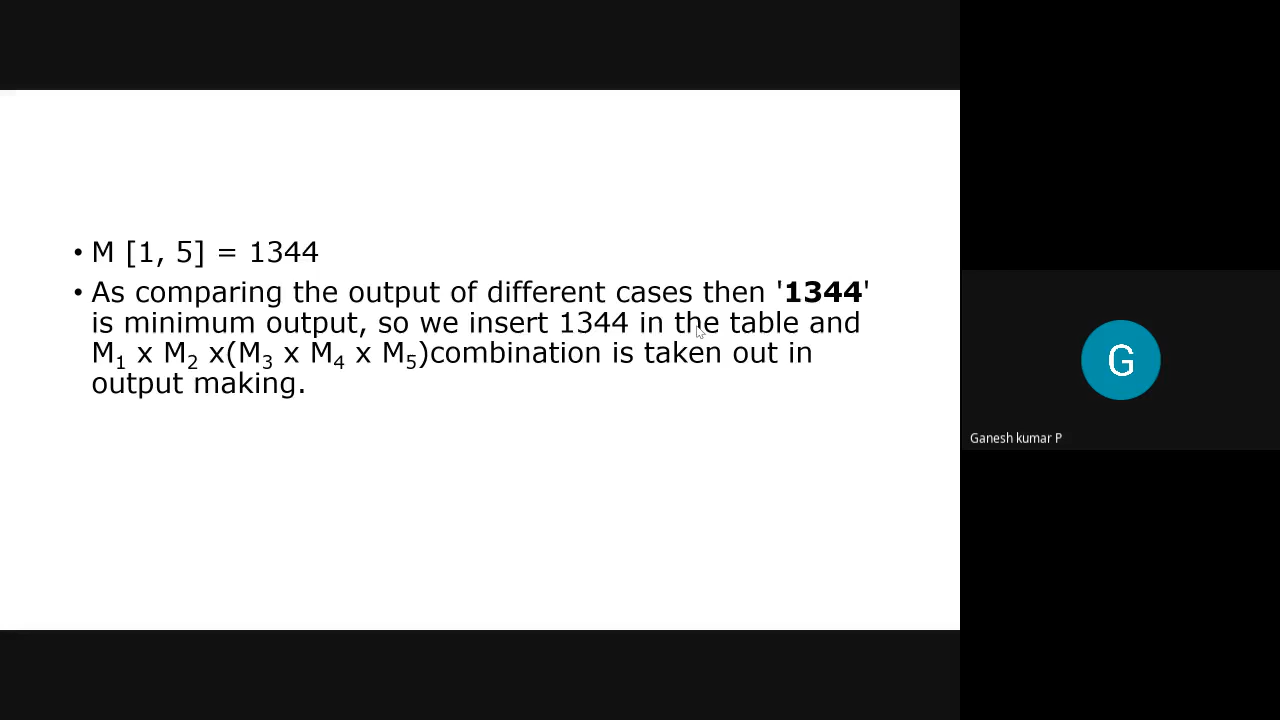 • M [1, 5] = 1344
• As comparing the output of different cases then '1344'
is minimum output, so we insert 1344 in the table and
M₁ x M₂ x(M₃ x M₄ x M₅)combination is taken out in
output making.
G
Ganesh kumar P